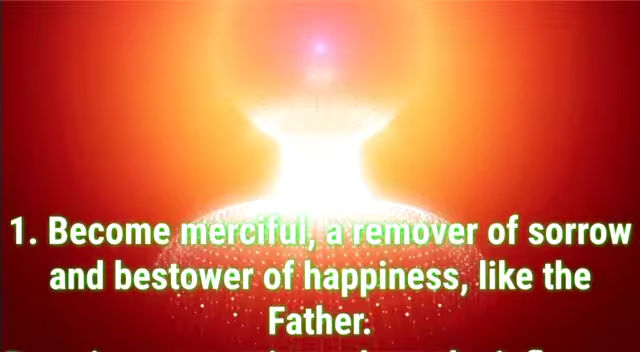 1. Become merciful, a remover of sorrow
and bestower of happiness, like the
Father.